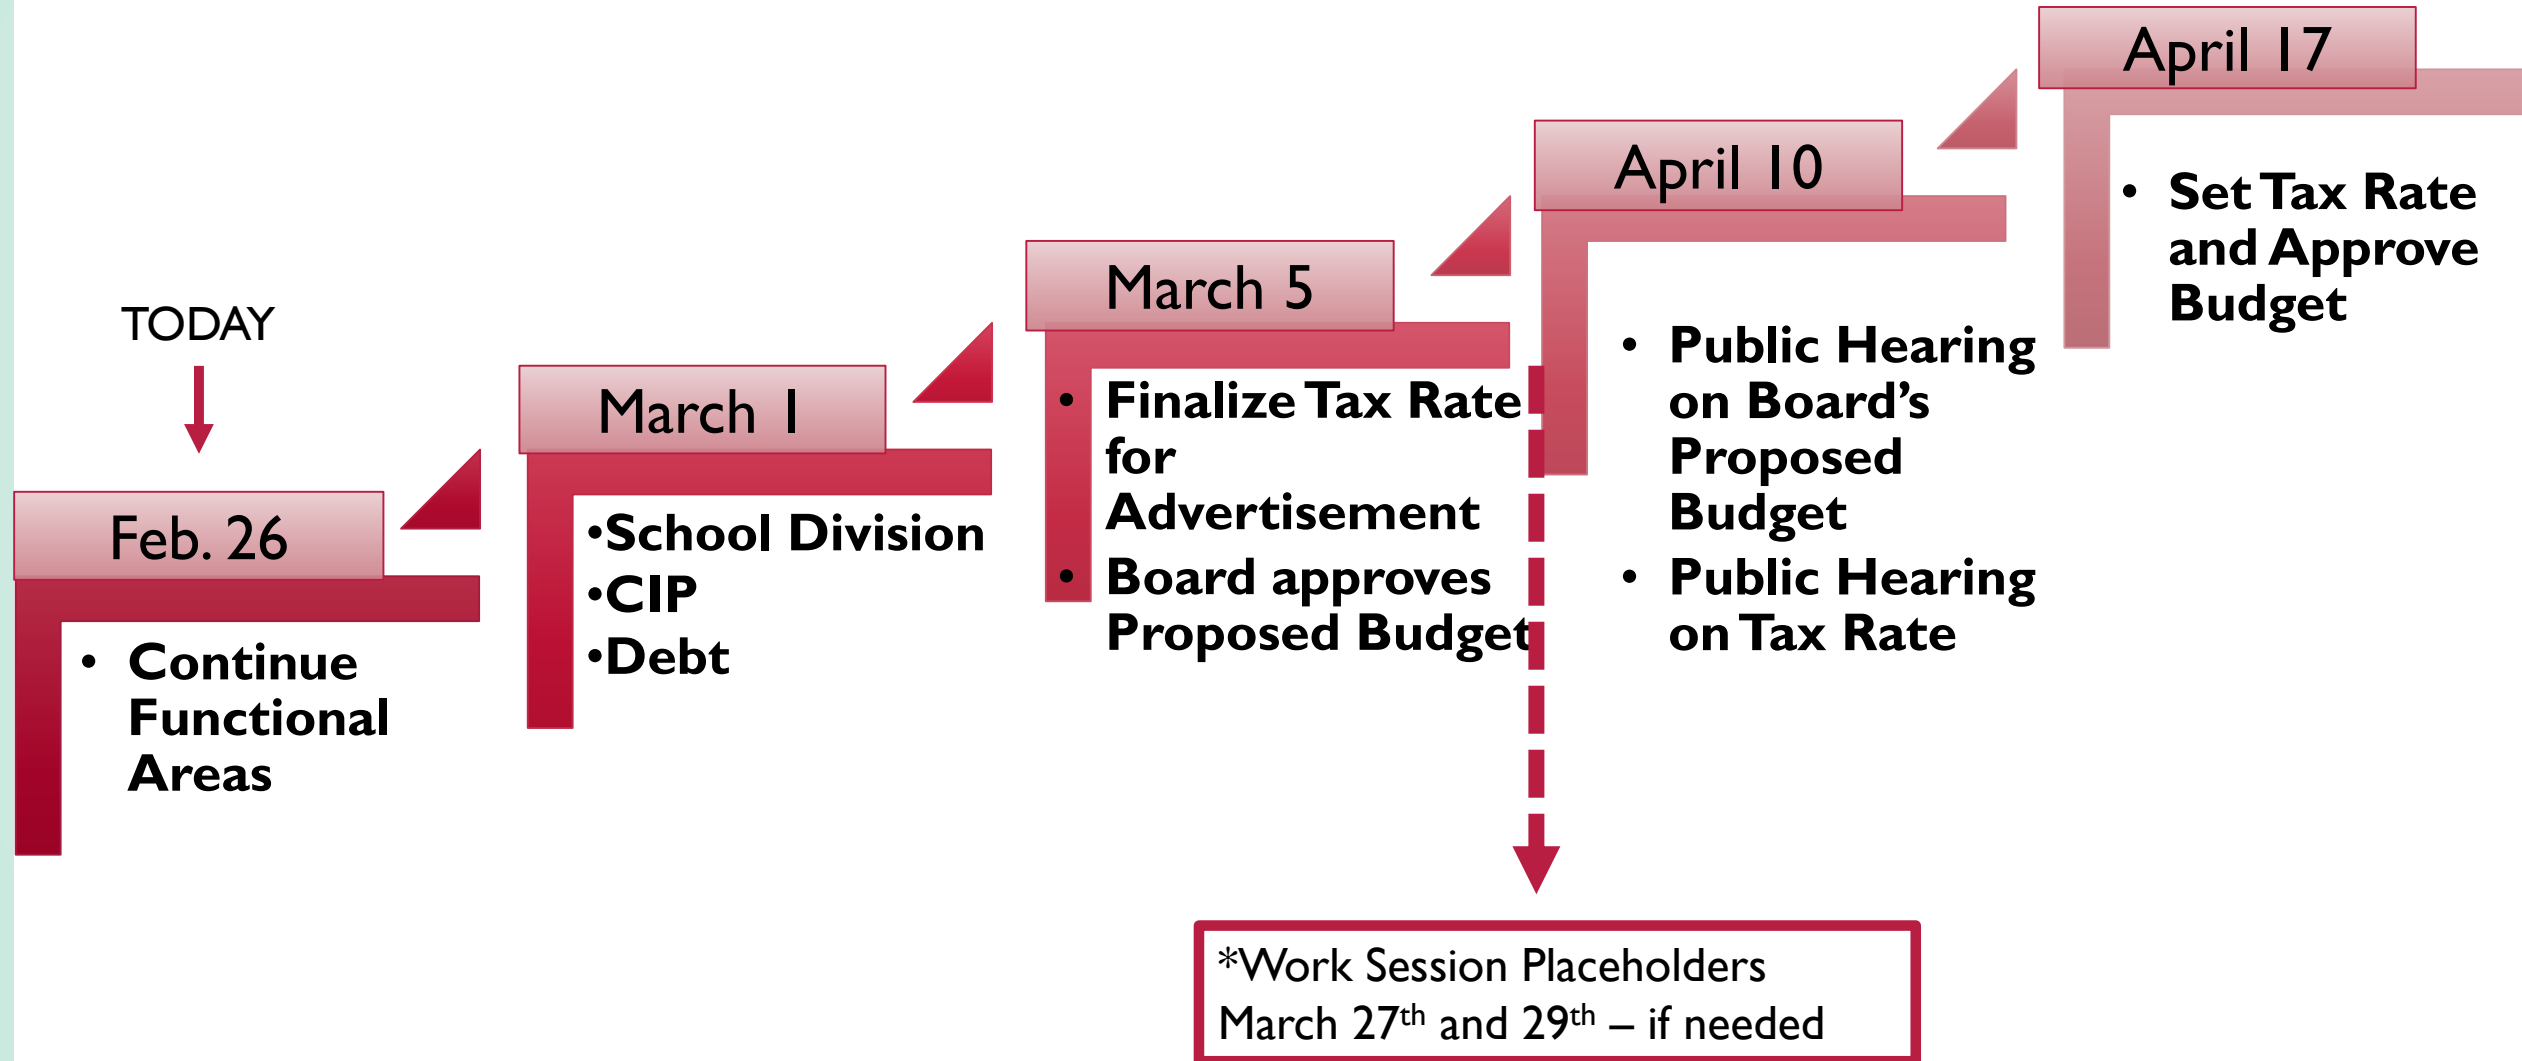 TODAY
Feb. 26
• Continue
Functional
Areas
March 1
•School Division
•CIP
•Debt
March 5
• Finalize Tax Rate
for
Advertisement
• Board approves
Proposed Budget
April 10
• Public Hearing
on Board’s
Proposed
Budget
• Public Hearing
on Tax Rate
April 17
• Set Tax Rate
and Approve
Budget
*Work Session Placeholders
March 27th and 29th – if needed